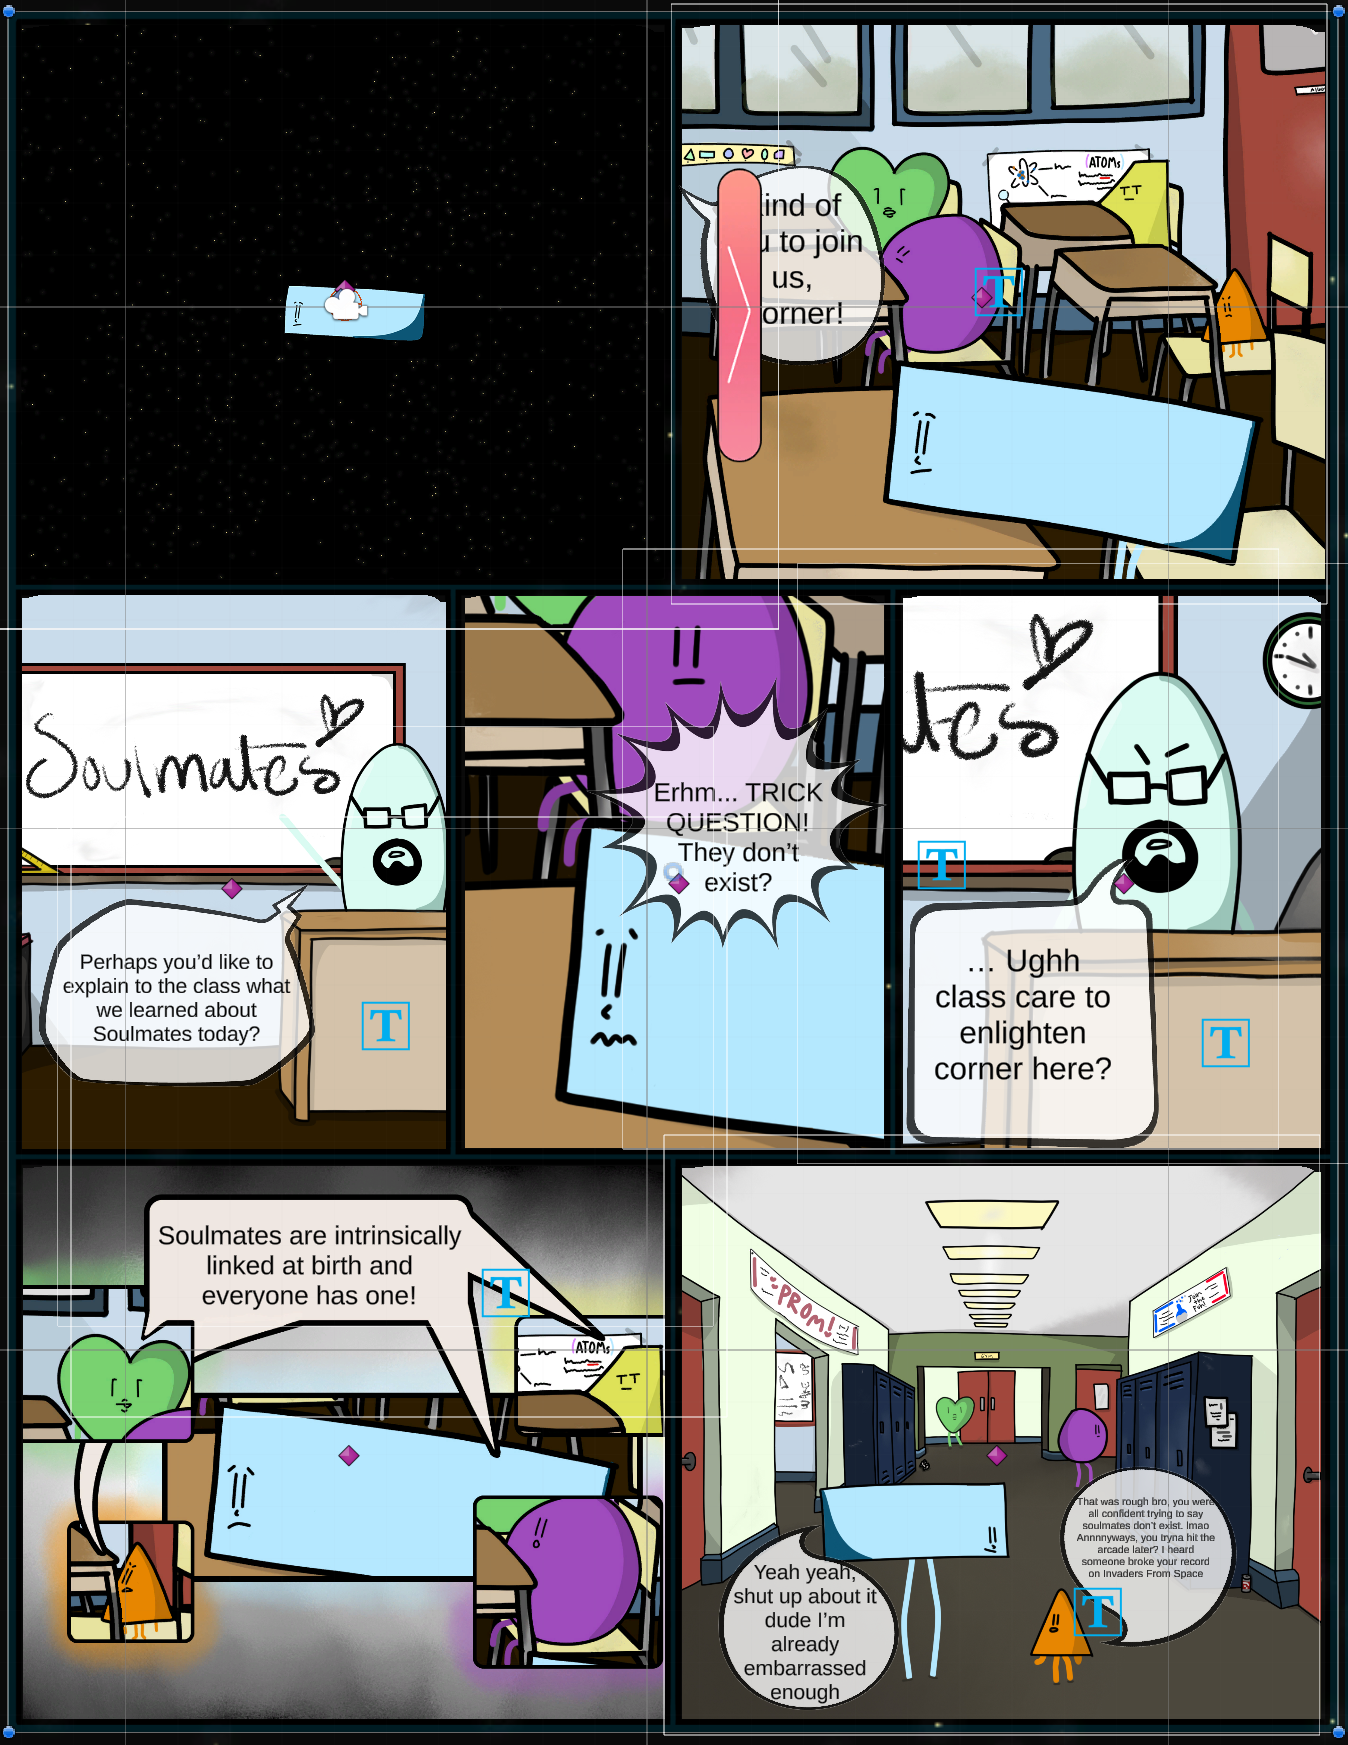 ATOMs
ind of
to join
us,
orner!
Soulmates
tes
Erhm... TRICK
QUESTION!
They don't
exist?
Perhaps you'd like to
explain to the class what
we learned about
Soulmates today?
... Ughh
class care to
enlighten
corner here?
Soulmates are intrinsically
linked at birth and
everyone has one!
ATOMs
PROM!
Join
the
Fun!
That was rough bro, you were
all confident trying to say
soulmates don't exist. lmao
Annnnyways, you tryna hit the
arcade later? I heard
someone broke your record
on Invaders From Space
Yeah yeah,
shut up about it
dude I'm
already
embarrassed
enough